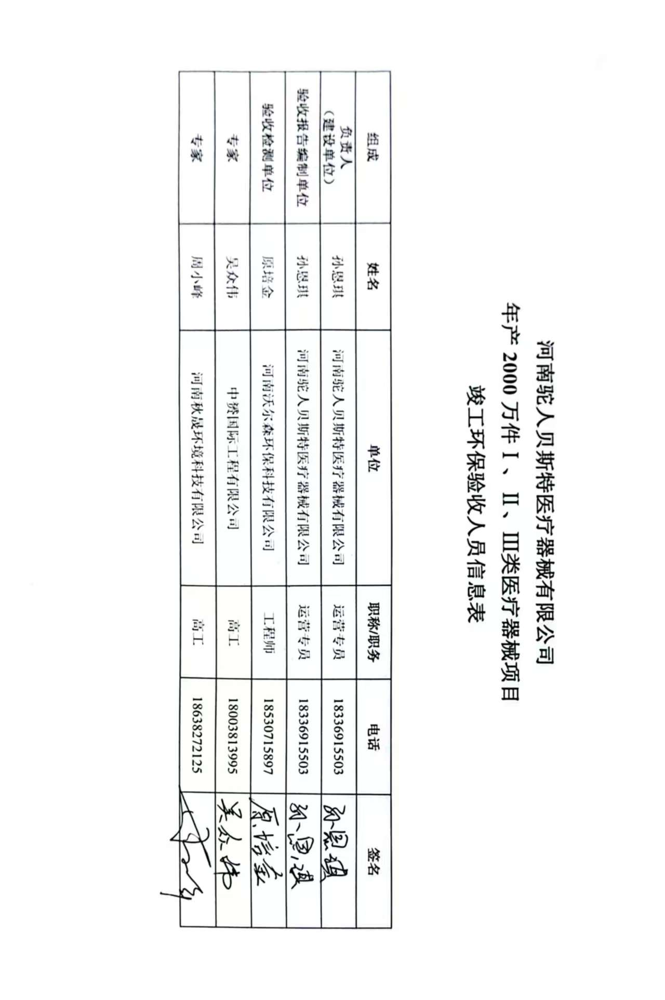 河南驼人贝斯特医疗器械有限公司
年产 2000 万件 I、II、III类医疗器械项目
竣工环保验收人员信息表
组成 姓名 单位 职称/职务 电话 签名
负责人
（建设单位） 孙恩琪 河南驼人贝斯特医疗器械有限公司 运营专员 18336915503 孙恩琪
验收报告编制单位 孙恩琪 河南驼人贝斯特医疗器械有限公司 运营专员 18336915503 孙恩琪
验收检测单位 原培金 河南沃尔森环保科技有限公司 工程师 18530715897 原培金
专家 吴众伟 中赟国际工程有限公司 高工 18003813995 吴众伟
专家 周小峰 河南秋晟环境科技有限公司 高工 18638272125